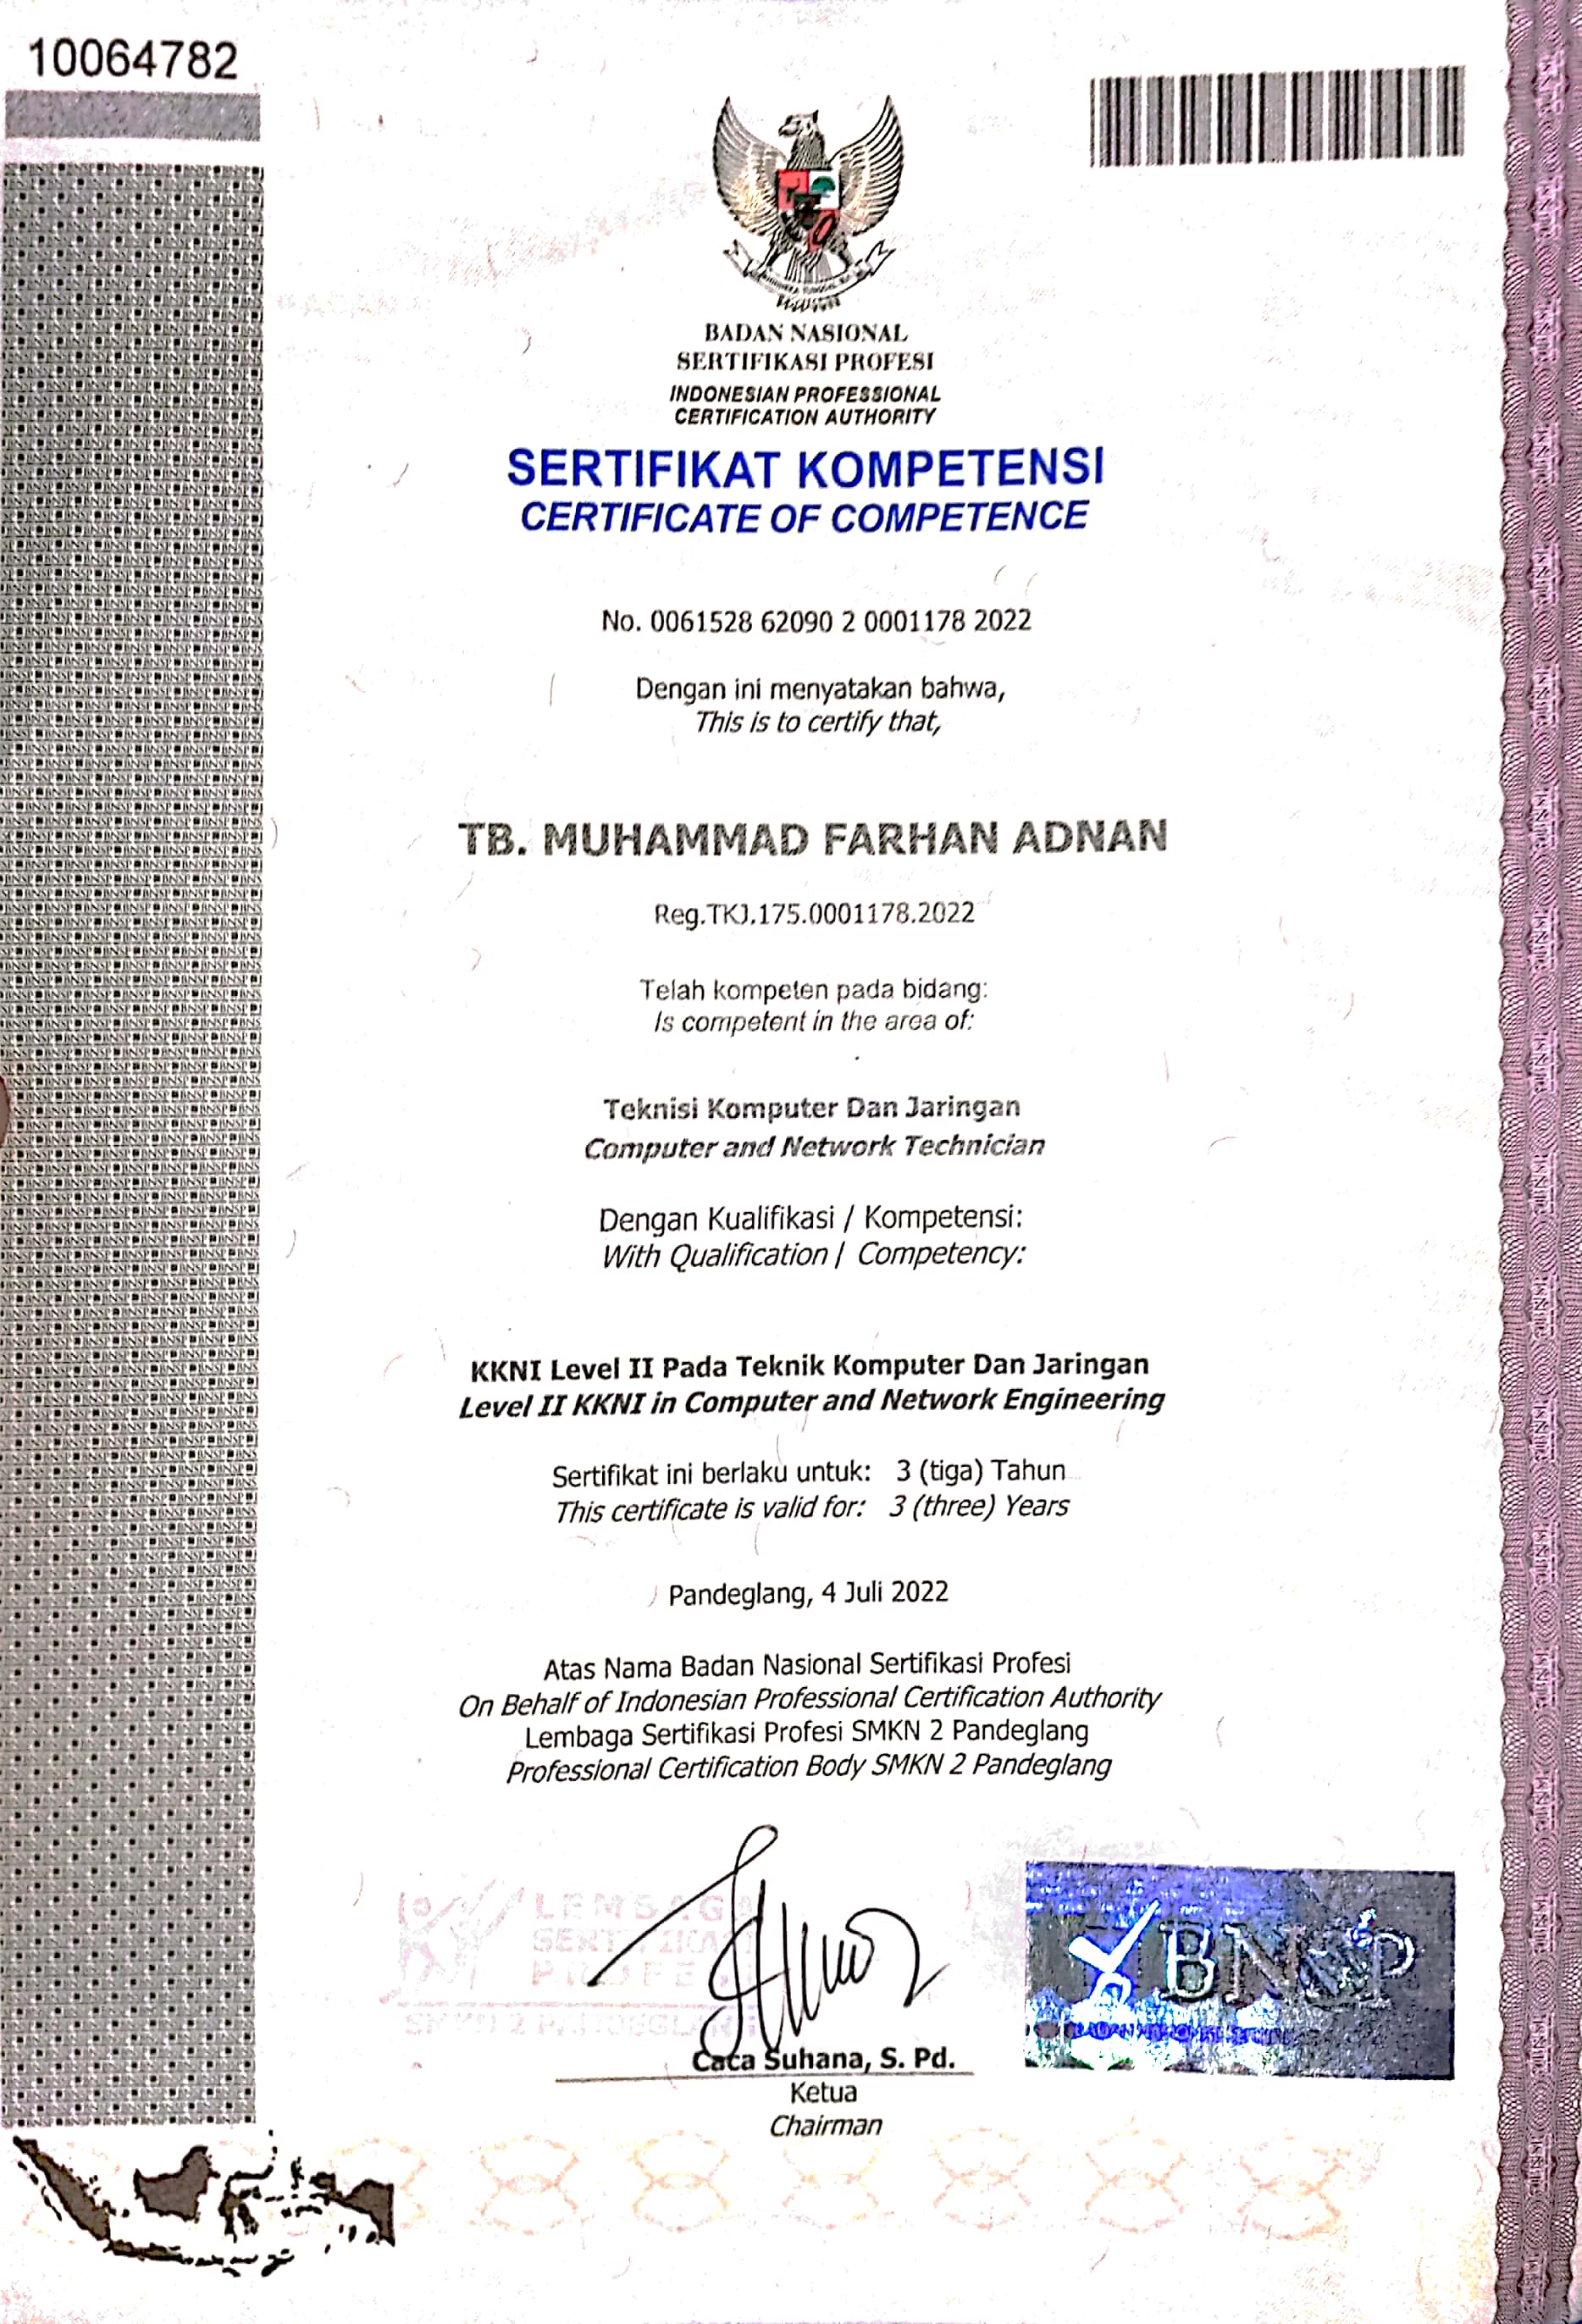 10064782
BADAN NASIONAL
SERTIFIKASI PROFESI
INDONESIAN PROFESSIONAL
CERTIFICATION AUTHORITY
SERTIFIKAT KOMPETENSI
CERTIFICATE OF COMPETENCE
No. 0061528 62090 2 0001178 2022
Dengan ini menyatakan bahwa,
This is to certify that,
TB. MUHAMMAD FARHAN ADNAN
Reg.TKJ.175.0001178.2022
Telah kompeten pada bidang:
Is competent in the area of:
Teknisi Komputer Dan Jaringan
Computer and Network Technician
Dengan Kualifikasi / Kompetensi:
With Qualification / Competency:
KKNI Level II Pada Teknik Komputer Dan Jaringan
Level II KKNI in Computer and Network Engineering
Sertifikat ini berlaku untuk: 3 (tiga) Tahun
This certificate is valid for: 3 (three) Years
Pandeglang, 4 Juli 2022
Atas Nama Badan Nasional Sertifikasi Profesi
On Behalf of Indonesian Professional Certification Authority
Lembaga Sertifikasi Profesi SMKN 2 Pandeglang
Professional Certification Body SMKN 2 Pandeglang
LEMBAGA
SERTIFIKASI
PROFESI
SMKN 2 PANDEGLANG
BNSP
Caca Suhana, S. Pd.
Ketua
Chairman